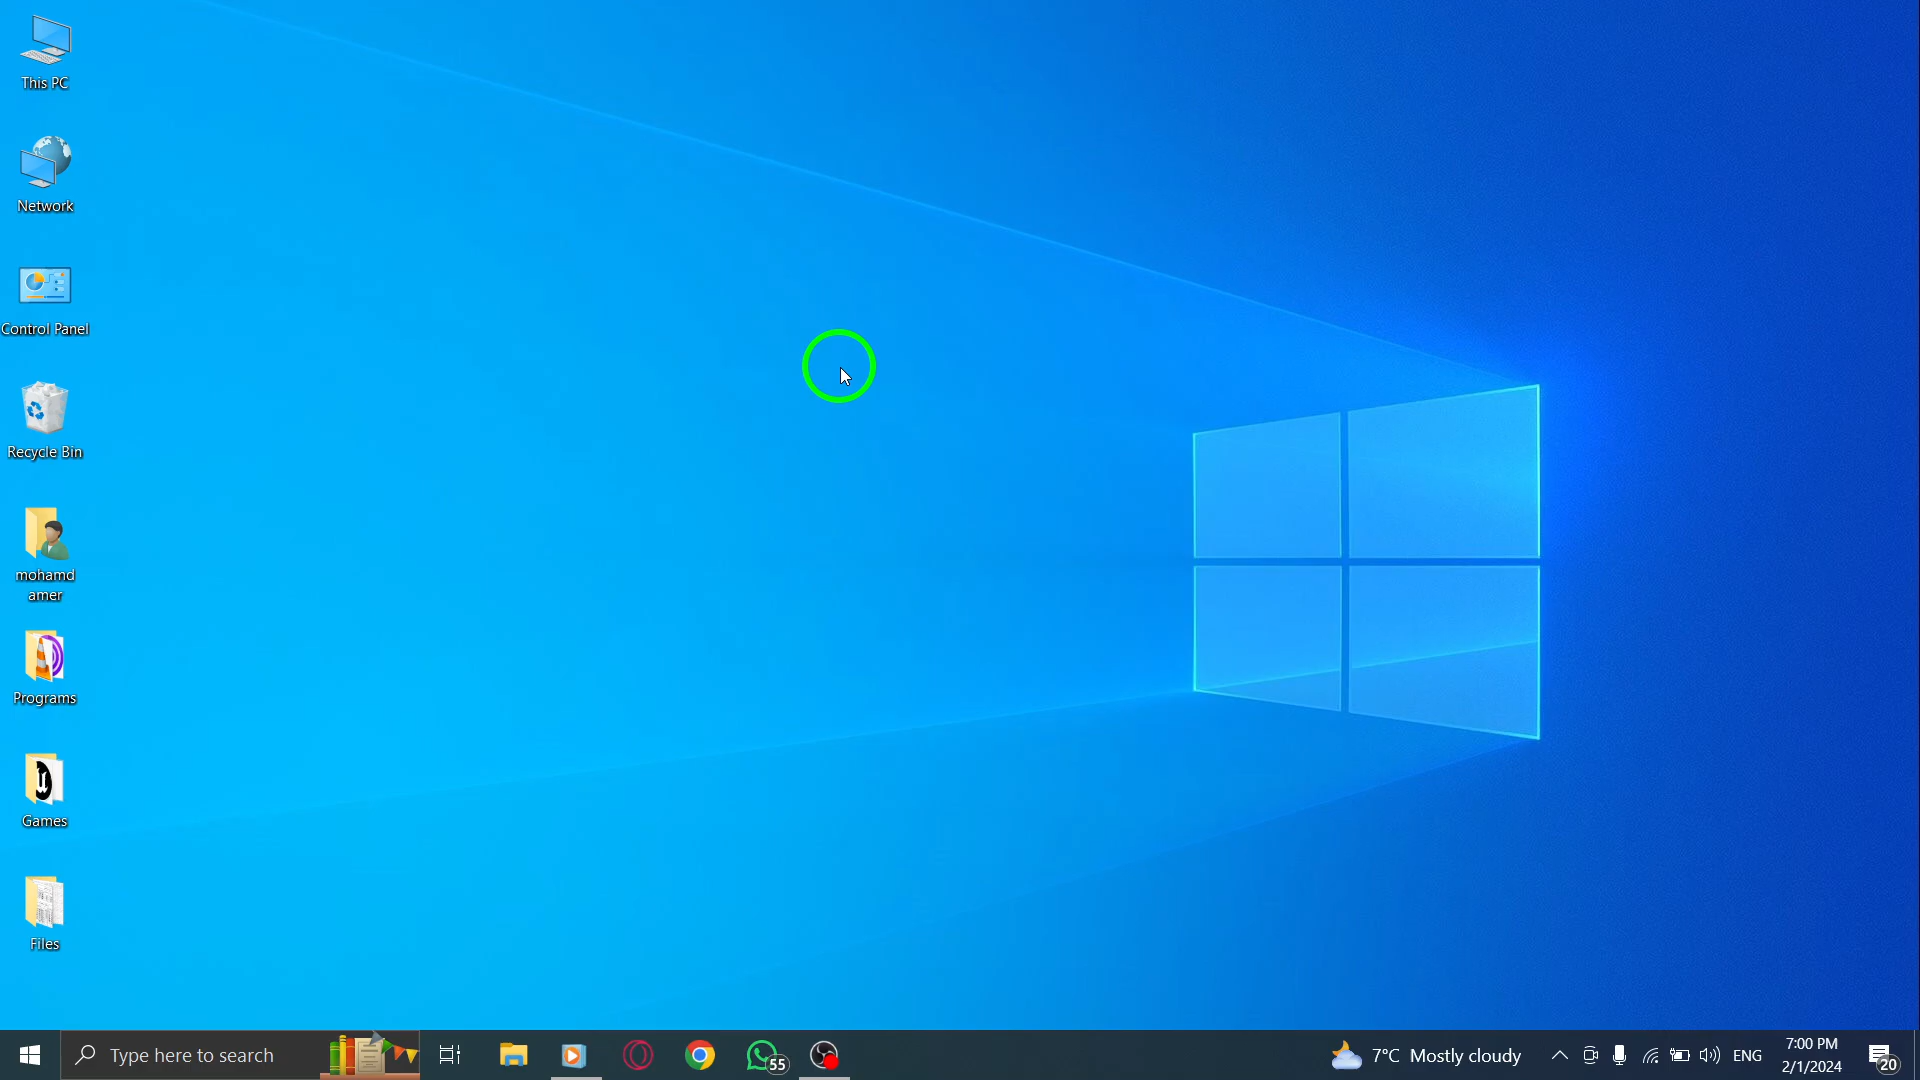 This PC
Network
Control Panel
Recycle Bin
mohamd
amer
Programs
Games
Files
Type here to search
55
7°C Mostly cloudy
ENG
7:00 PM
2/1/2024
20